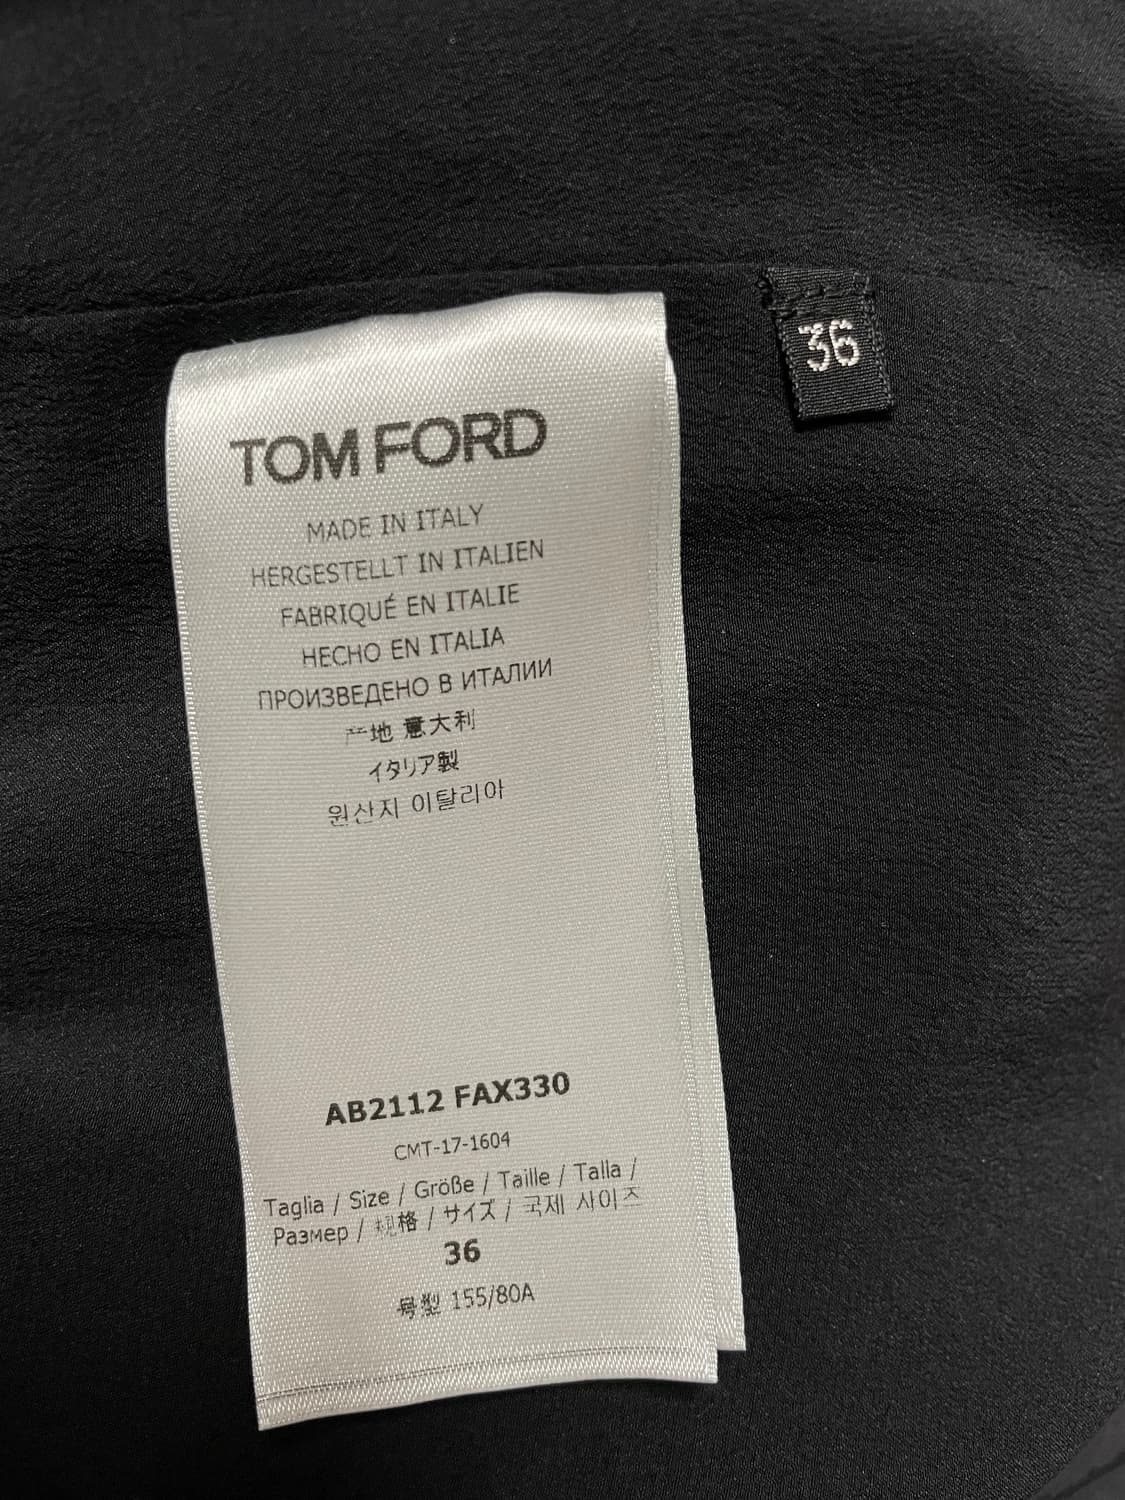 36
TOM FORD
MADE IN ITALY
HERGESTELLT IN ITALIEN
FABRIQUÉ EN ITALIE
HECHO EN ITALIA
ПРОИЗВЕДЕНО В ИТАЛИИ
产地 意大利
イタリア製
원산지 이탈리아
AB2112 FAX330
CMT-17-1604
Taglia / Size / Größe / Taille / Talla /
Размер / 规格 / サイズ / 국제 사이즈
36
号型 155/80A